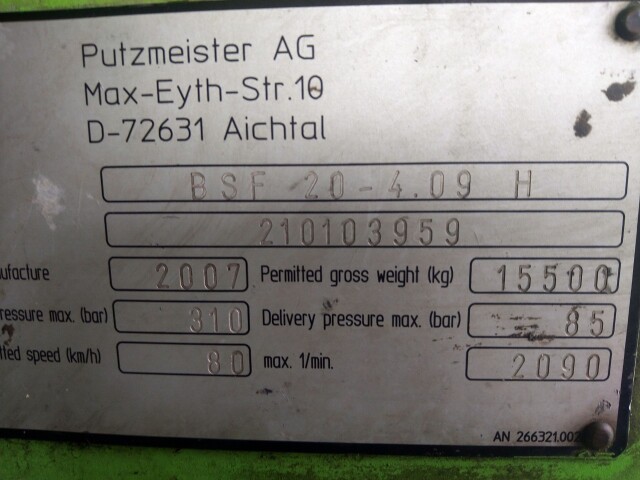 Putzmeister AG
Max-Eyth-Str.10
D-72631 Aichtal
BSF 20-4.09 H
210103959
ufacture 2007 Permitted gross weight (kg) 15500
ressure max. (bar) 310 Delivery pressure max. (bar) 85
tted speed (km/h) 80 max. 1/min. 2090
AN 266321.002